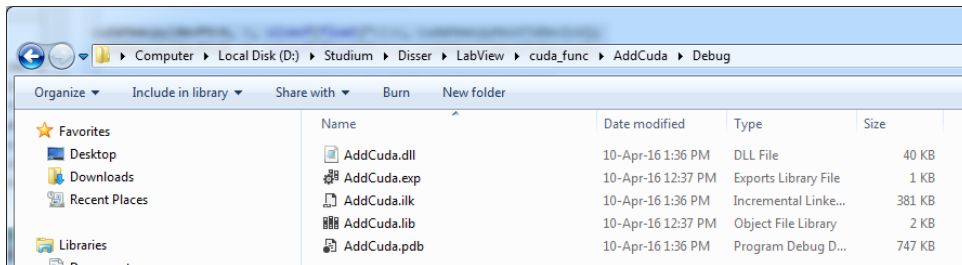 Computer Local Disk (D:) Studium Disser LabView cuda_func AddCuda Debug
Organize Include in library Share with Burn New folder
Favorites
Desktop
Downloads
Recent Places
Libraries
Name Date modified Type Size
AddCuda.dll 10-Apr-16 1:36 PM DLL File 40 KB
AddCuda.exp 10-Apr-16 12:37 PM Exports Library File 1 KB
AddCuda.ilk 10-Apr-16 1:36 PM Incremental Linke... 381 KB
AddCuda.lib 10-Apr-16 12:37 PM Object File Library 2 KB
AddCuda.pdb 10-Apr-16 1:36 PM Program Debug D... 747 KB